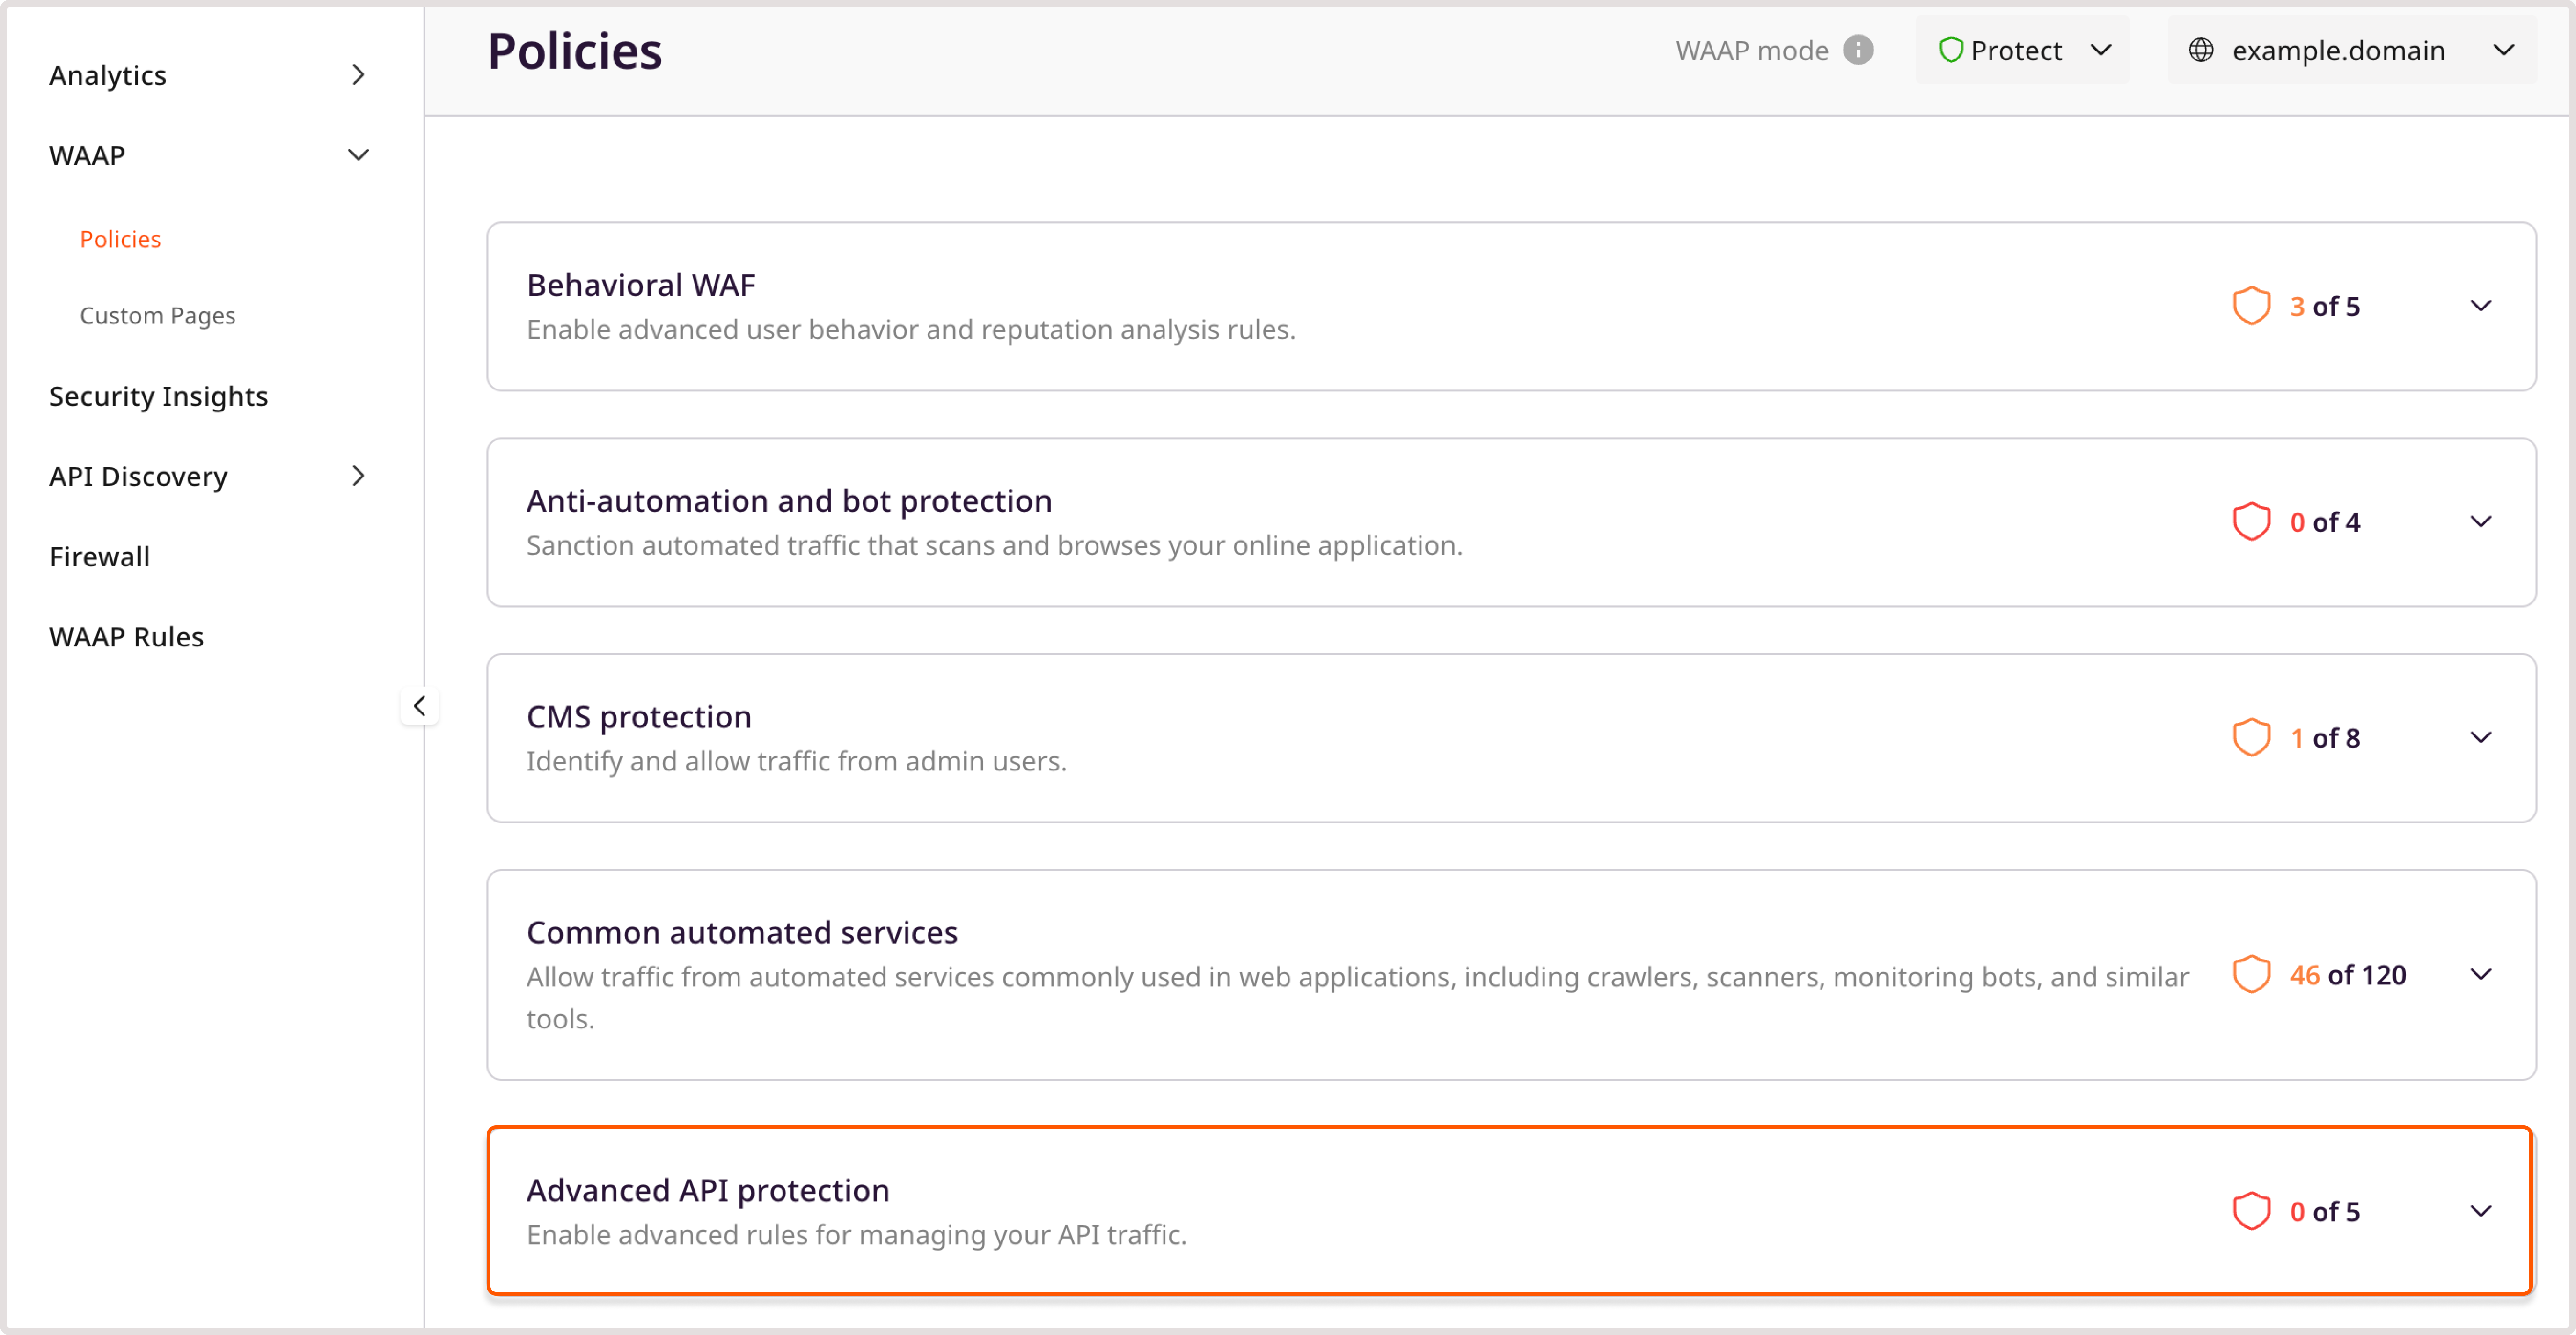 Analytics
WAAP
Policies
Custom Pages
Security Insights
API Discovery
Firewall
WAAP Rules
Policies
WAAP mode
Protect
example.domain
Behavioral WAF
Enable advanced user behavior and reputation analysis rules.
3 of 5
Anti-automation and bot protection
Sanction automated traffic that scans and browses your online application.
0 of 4
CMS protection
Identify and allow traffic from admin users.
1 of 8
Common automated services
Allow traffic from automated services commonly used in web applications, including crawlers, scanners, monitoring bots, and similar
tools.
46 of 120
Advanced API protection
Enable advanced rules for managing your API traffic.
0 of 5